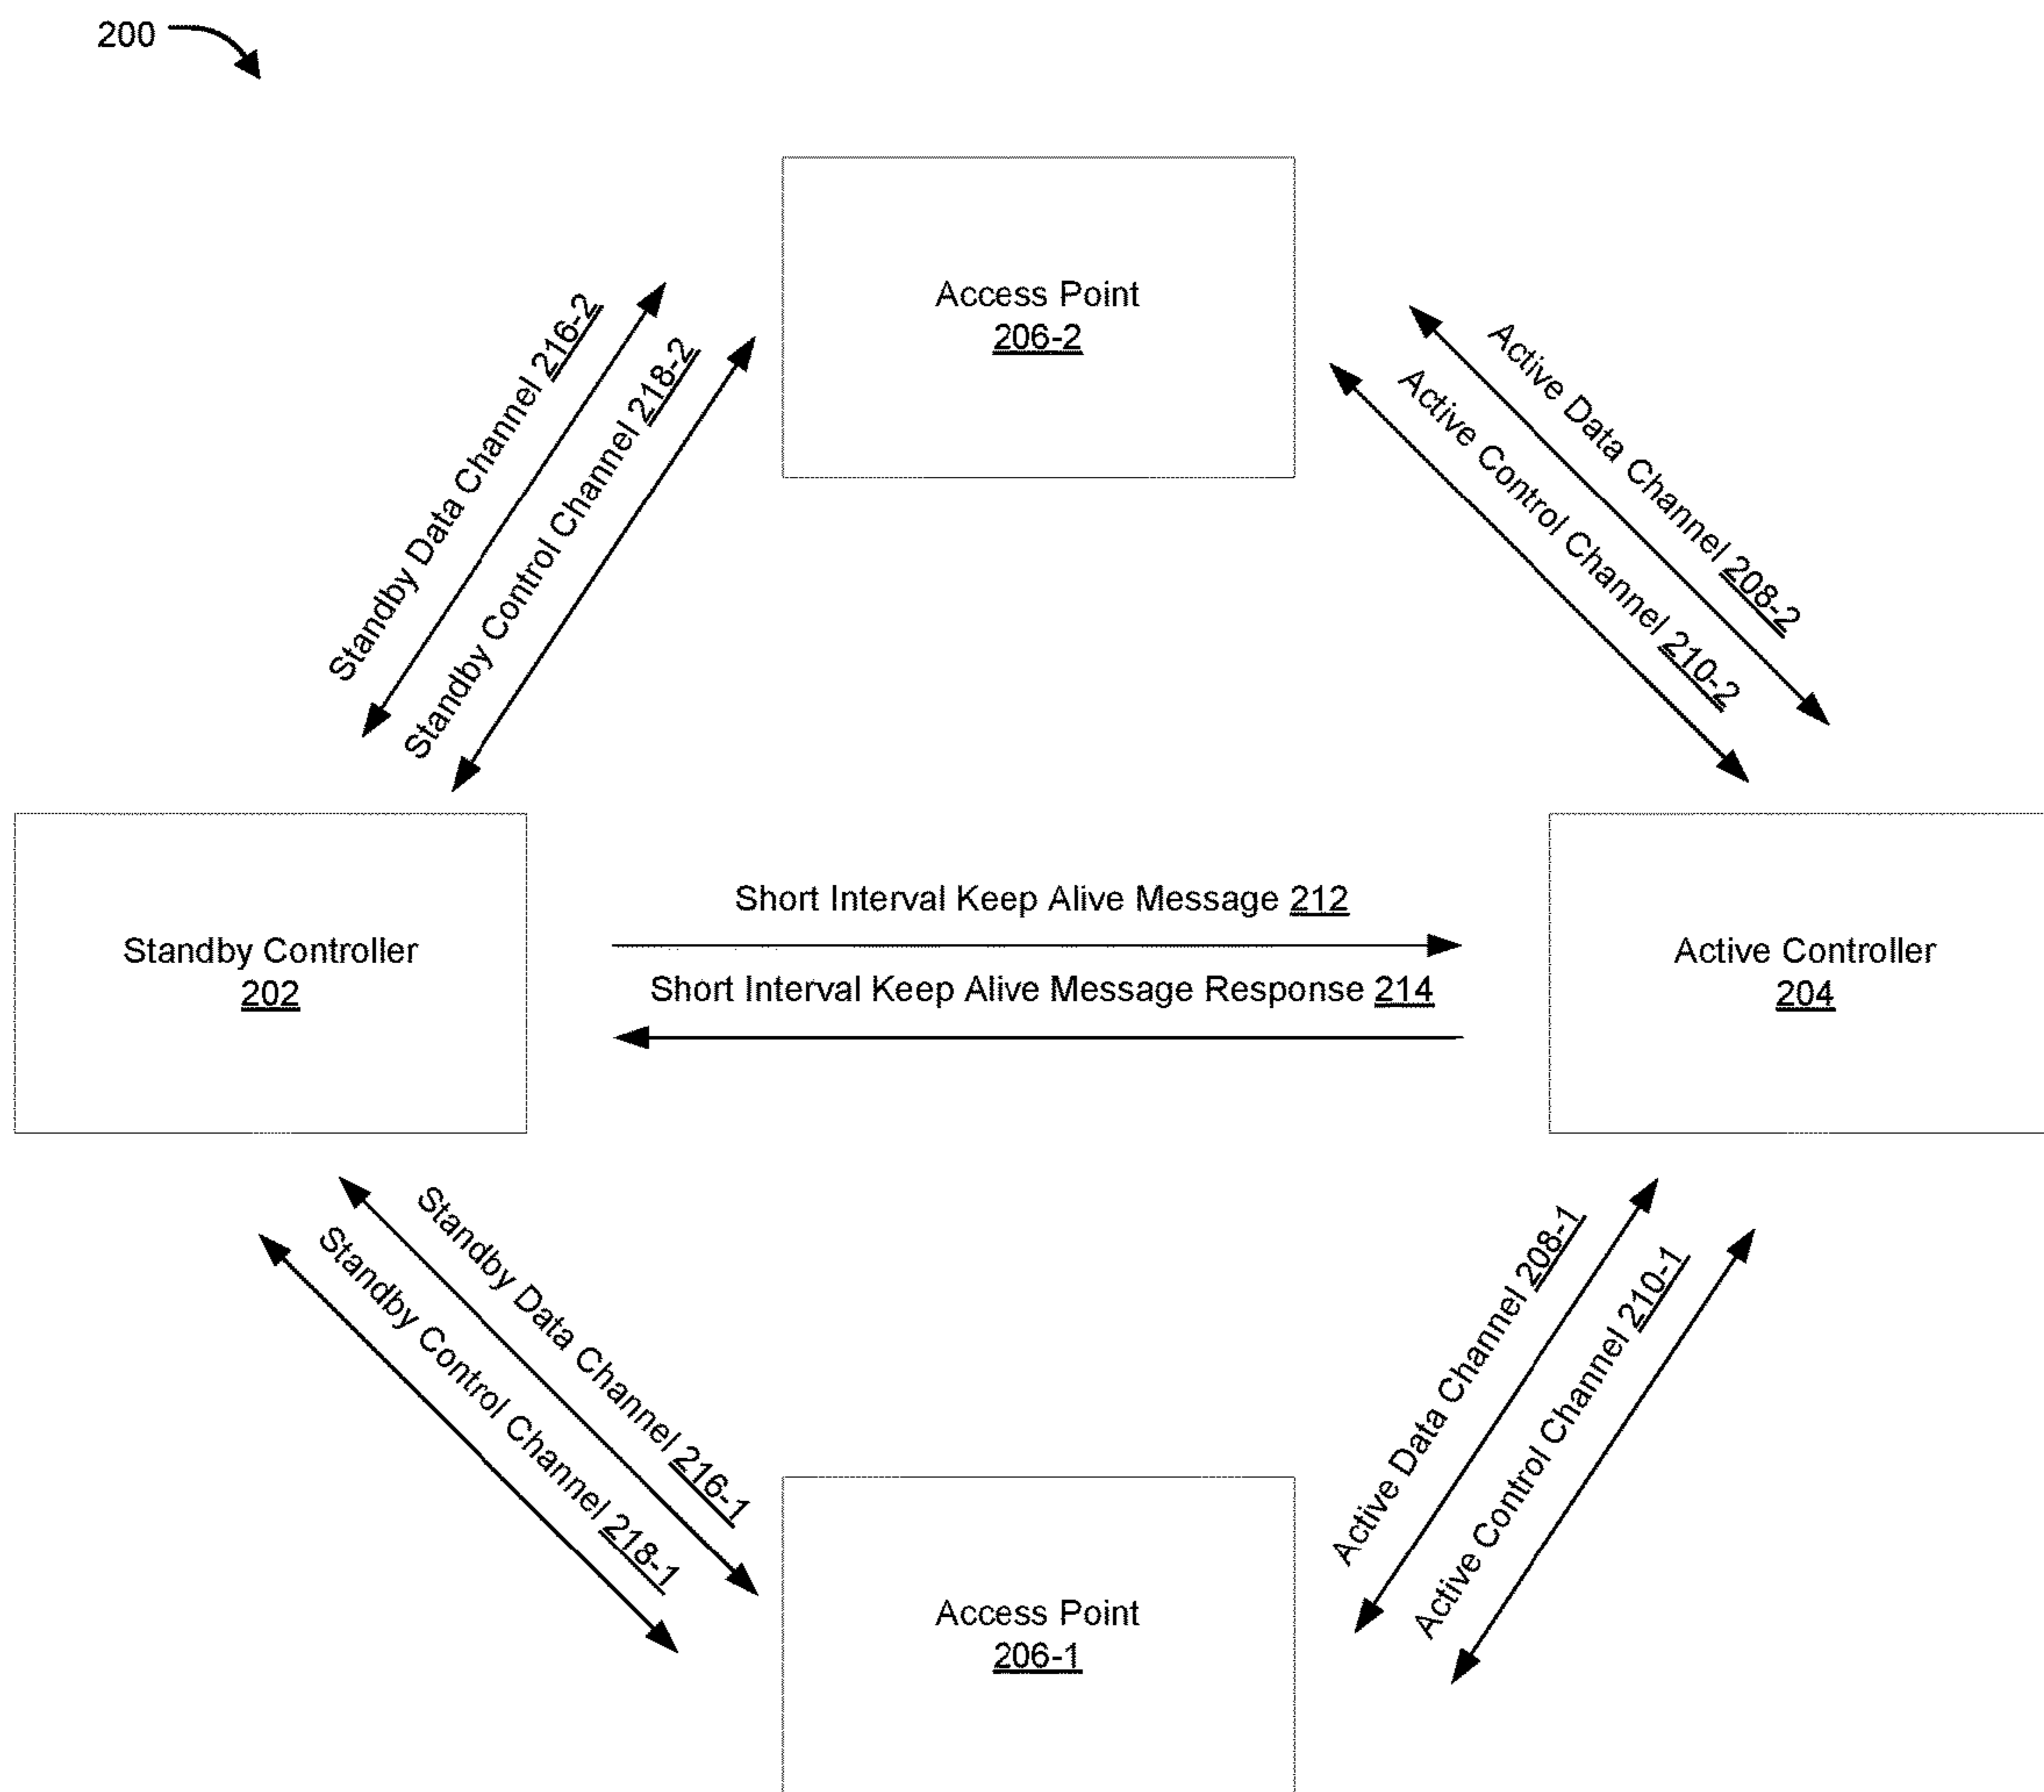 200
Access Point
206-2
Standby Data Channel 216-2
Standby Control Channel 218-2
Active Data Channel 208-2
Active Control Channel 210-2
Standby Controller
202
Short Interval Keep Alive Message 212
Short Interval Keep Alive Message Response 214
Active Controller
204
Standby Data Channel 216-1
Standby Control Channel 218-1
Active Data Channel 208-1
Active Control Channel 210-1
Access Point
206-1